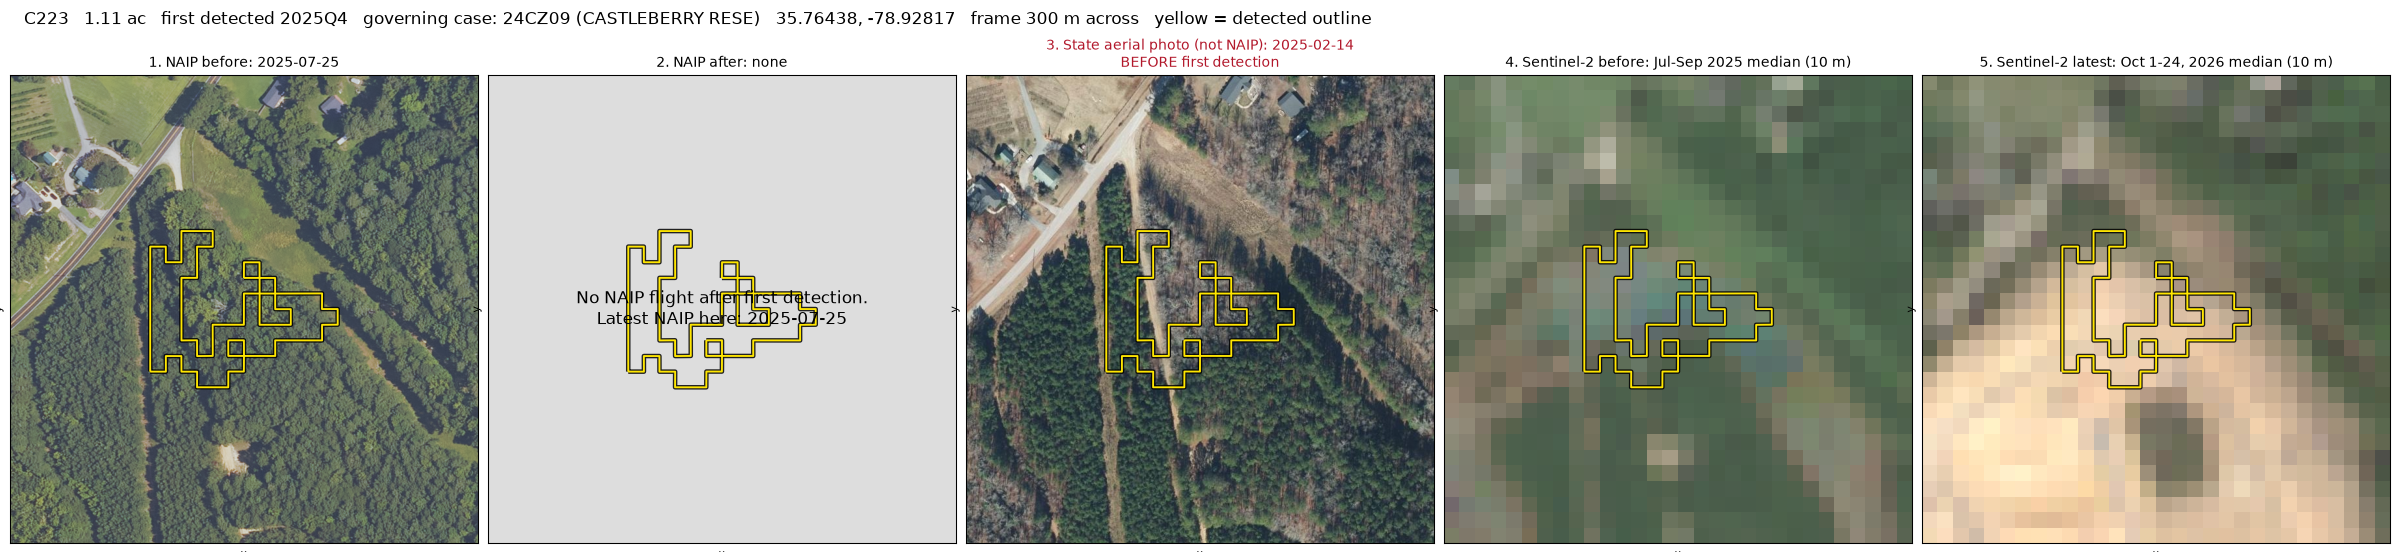 C223   1.11 ac   first detected 2025Q4   governing case: 24CZ09 (CASTLEBERRY RESE)   35.76438, -78.92817   frame 300 m across   yellow = detected outline
1. NAIP before: 2025-07-25
2. NAIP after: none
3. State aerial photo (not NAIP): 2025-02-14
BEFORE first detection
4. Sentinel-2 before: Jul-Sep 2025 median (10 m)
5. Sentinel-2 latest: Oct 1-24, 2026 median (10 m)
No NAIP flight after first detection.
Latest NAIP here: 2025-07-25